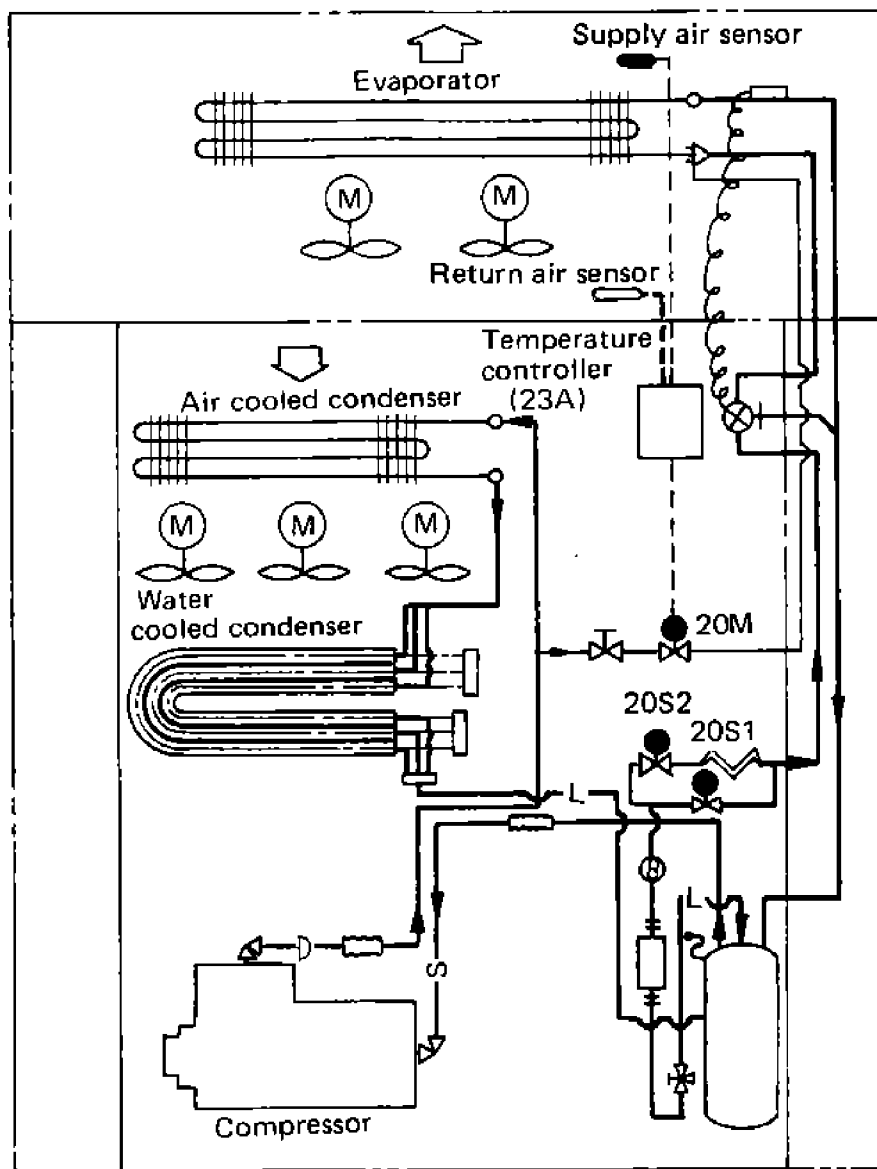 Supply air sensor
Evaporator
M
M
Return air sensor
Temperature
controller
(23A)
Air cooled condenser
M
M
M
Water
cooled condenser
20M
20S2
20S1
L
L
S
Compressor